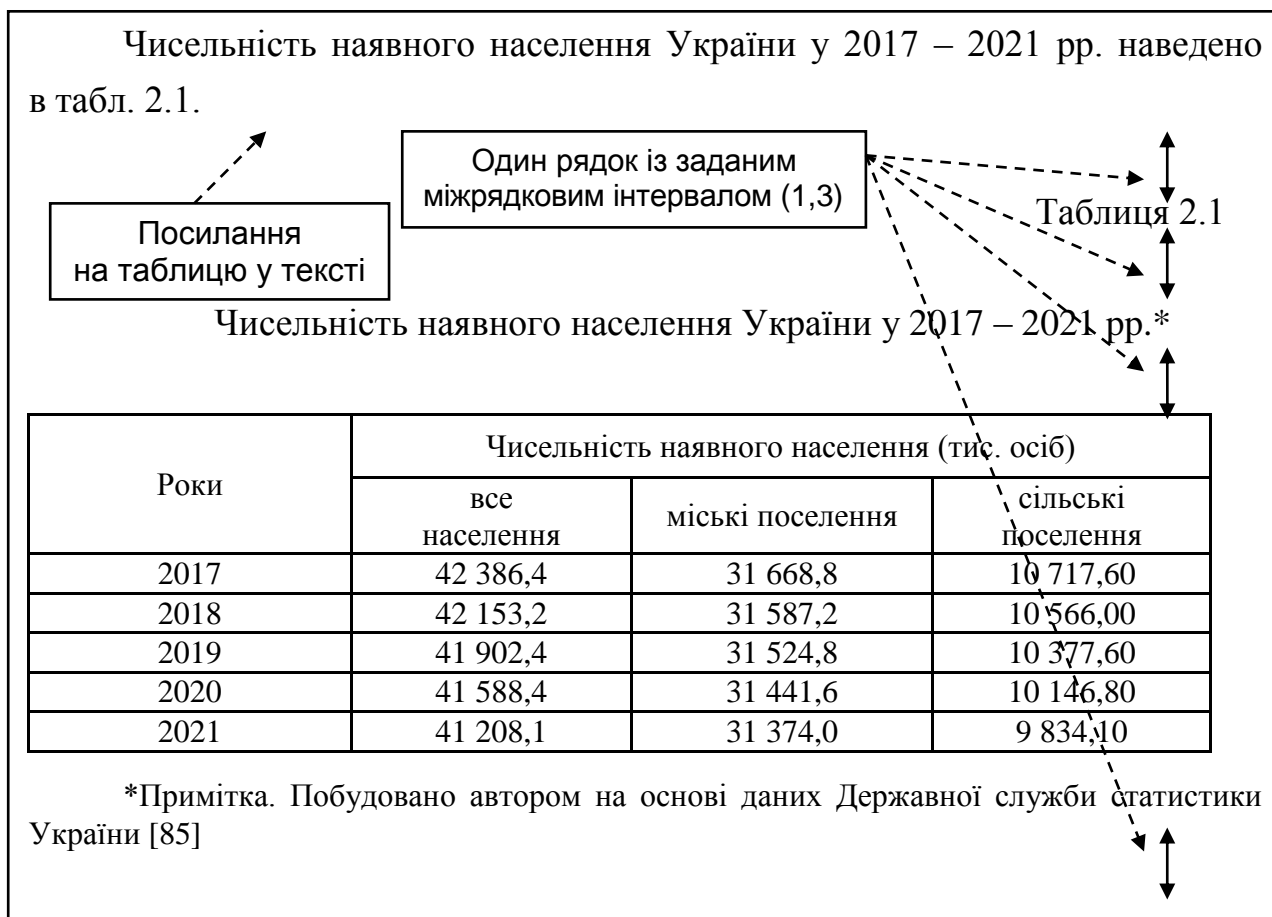 Чисельність наявного населення України у 2017 – 2021 рр. наведено
в табл. 2.1.
Один рядок із заданим
міжрядковим інтервалом (1,3)
Посилання
на таблицю у тексті
Таблиця 2.1
Чисельність наявного населення України у 2017 – 2021 рр.*
Роки
Чисельність наявного населення (тис. осіб)
все
населення
міські поселення
сільські
поселення
2017 42 386,4 31 668,8 10 717,60
2018 42 153,2 31 587,2 10 566,00
2019 41 902,4 31 524,8 10 377,60
2020 41 588,4 31 441,6 10 146,80
2021 41 208,1 31 374,0 9 834,10
*Примітка. Побудовано автором на основі даних Державної служби статистики
України [85]